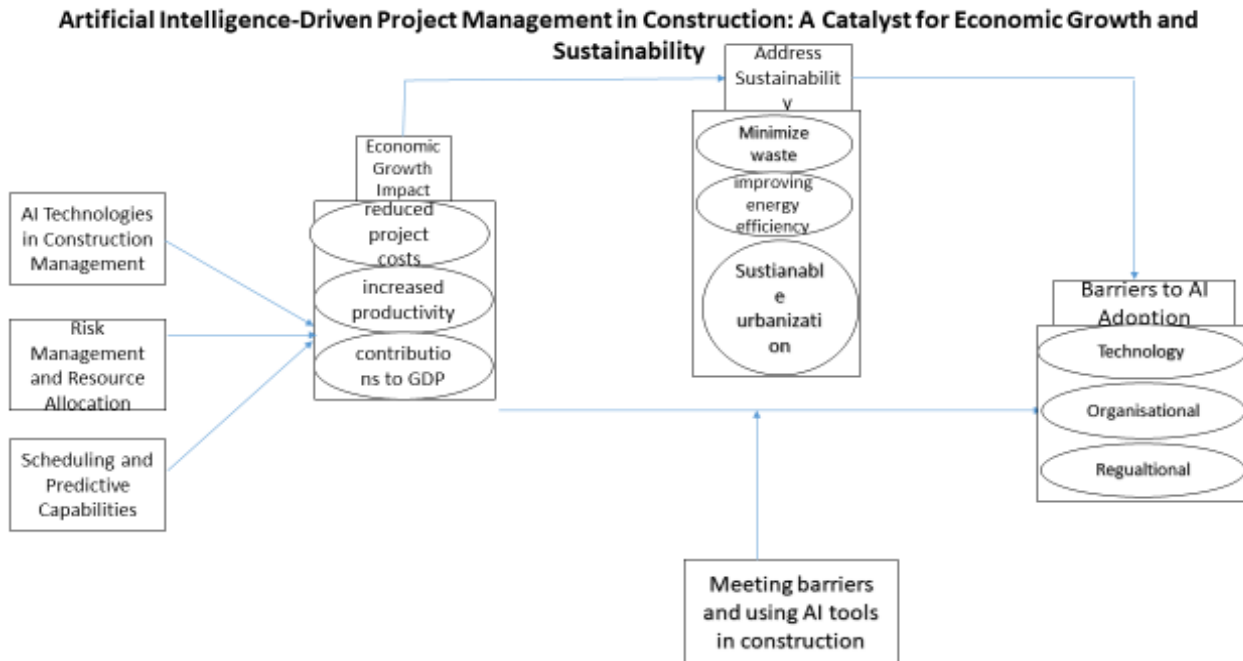 Artificial Intelligence-Driven Project Management in Construction: A Catalyst for Economic Growth and
Sustainability
Address
Sustainabilit
y
Minimize
waste
improving
energy
efficiency
Sustianabl
e
urbanizati
on
Economic
Growth
Impact
reduced
project
costs
increased
productivity
contributio
ns to GDP
AI Technologies
in Construction
Management
Risk
Management
and Resource
Allocation
Scheduling and
Predictive
Capabilities
Barriers to AI
Adoption
Technology
Organisational
Regualtional
Meeting barriers
and using AI tools
in construction